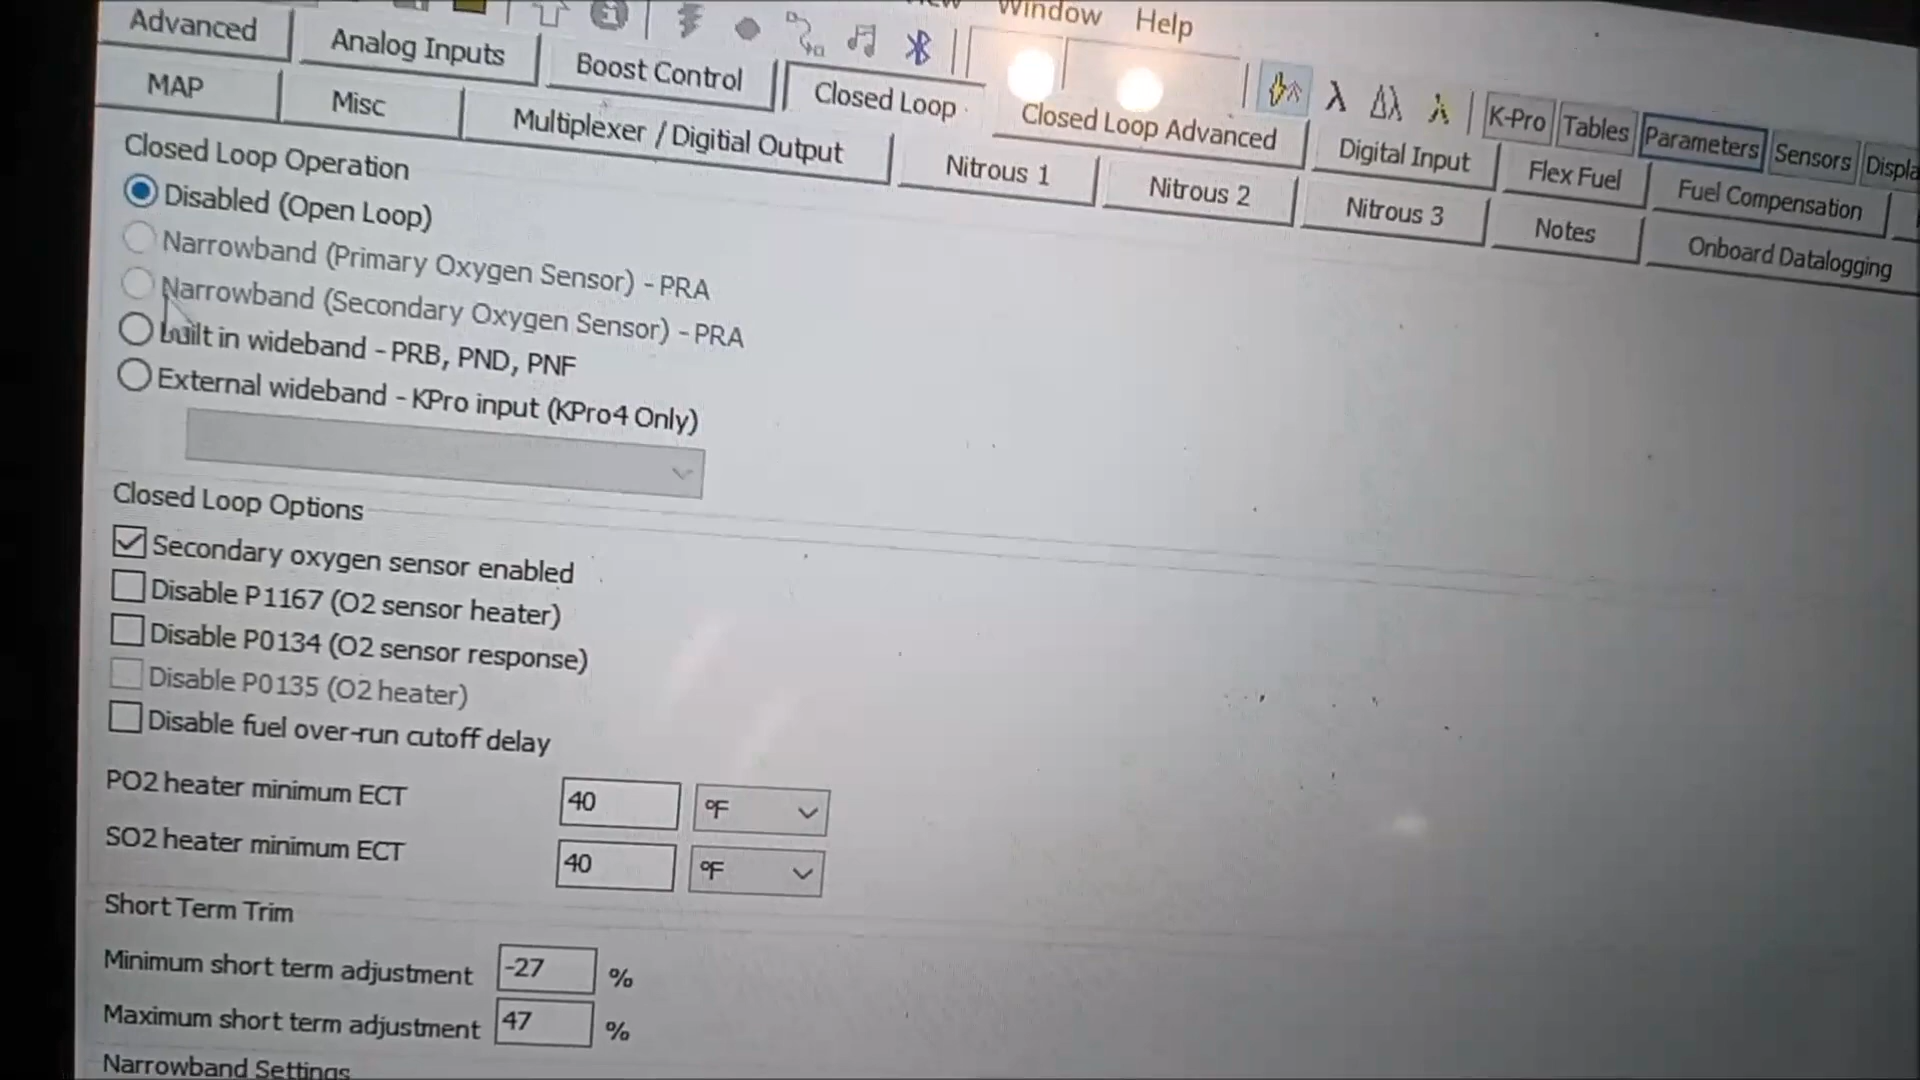 Window Help
K-Pro Tables Parameters Sensors
Advanced Analog Inputs Boost Control Closed Loop Closed Loop Advanced Digital Input Flex Fuel Fuel Compensation
MAP Misc Multiplexer / Digitial Output Nitrous 1 Nitrous 2 Nitrous 3 Notes Onboard Datalogging
Closed Loop Operation
Disabled (Open Loop)
Narrowband (Primary Oxygen Sensor) - PRA
Narrowband (Secondary Oxygen Sensor) - PRA
Built in wideband - PRB, PND, PNF
External wideband - KPro input (KPro4 Only)
Closed Loop Options
Secondary oxygen sensor enabled
Disable P1167 (O2 sensor heater)
Disable P0134 (O2 sensor response)
Disable P0135 (O2 heater)
Disable fuel over-run cutoff delay
PO2 heater minimum ECT 40 °F
SO2 heater minimum ECT 40 °F
Short Term Trim
Minimum short term adjustment -27 %
Maximum short term adjustment 47 %
Narrowband Settings